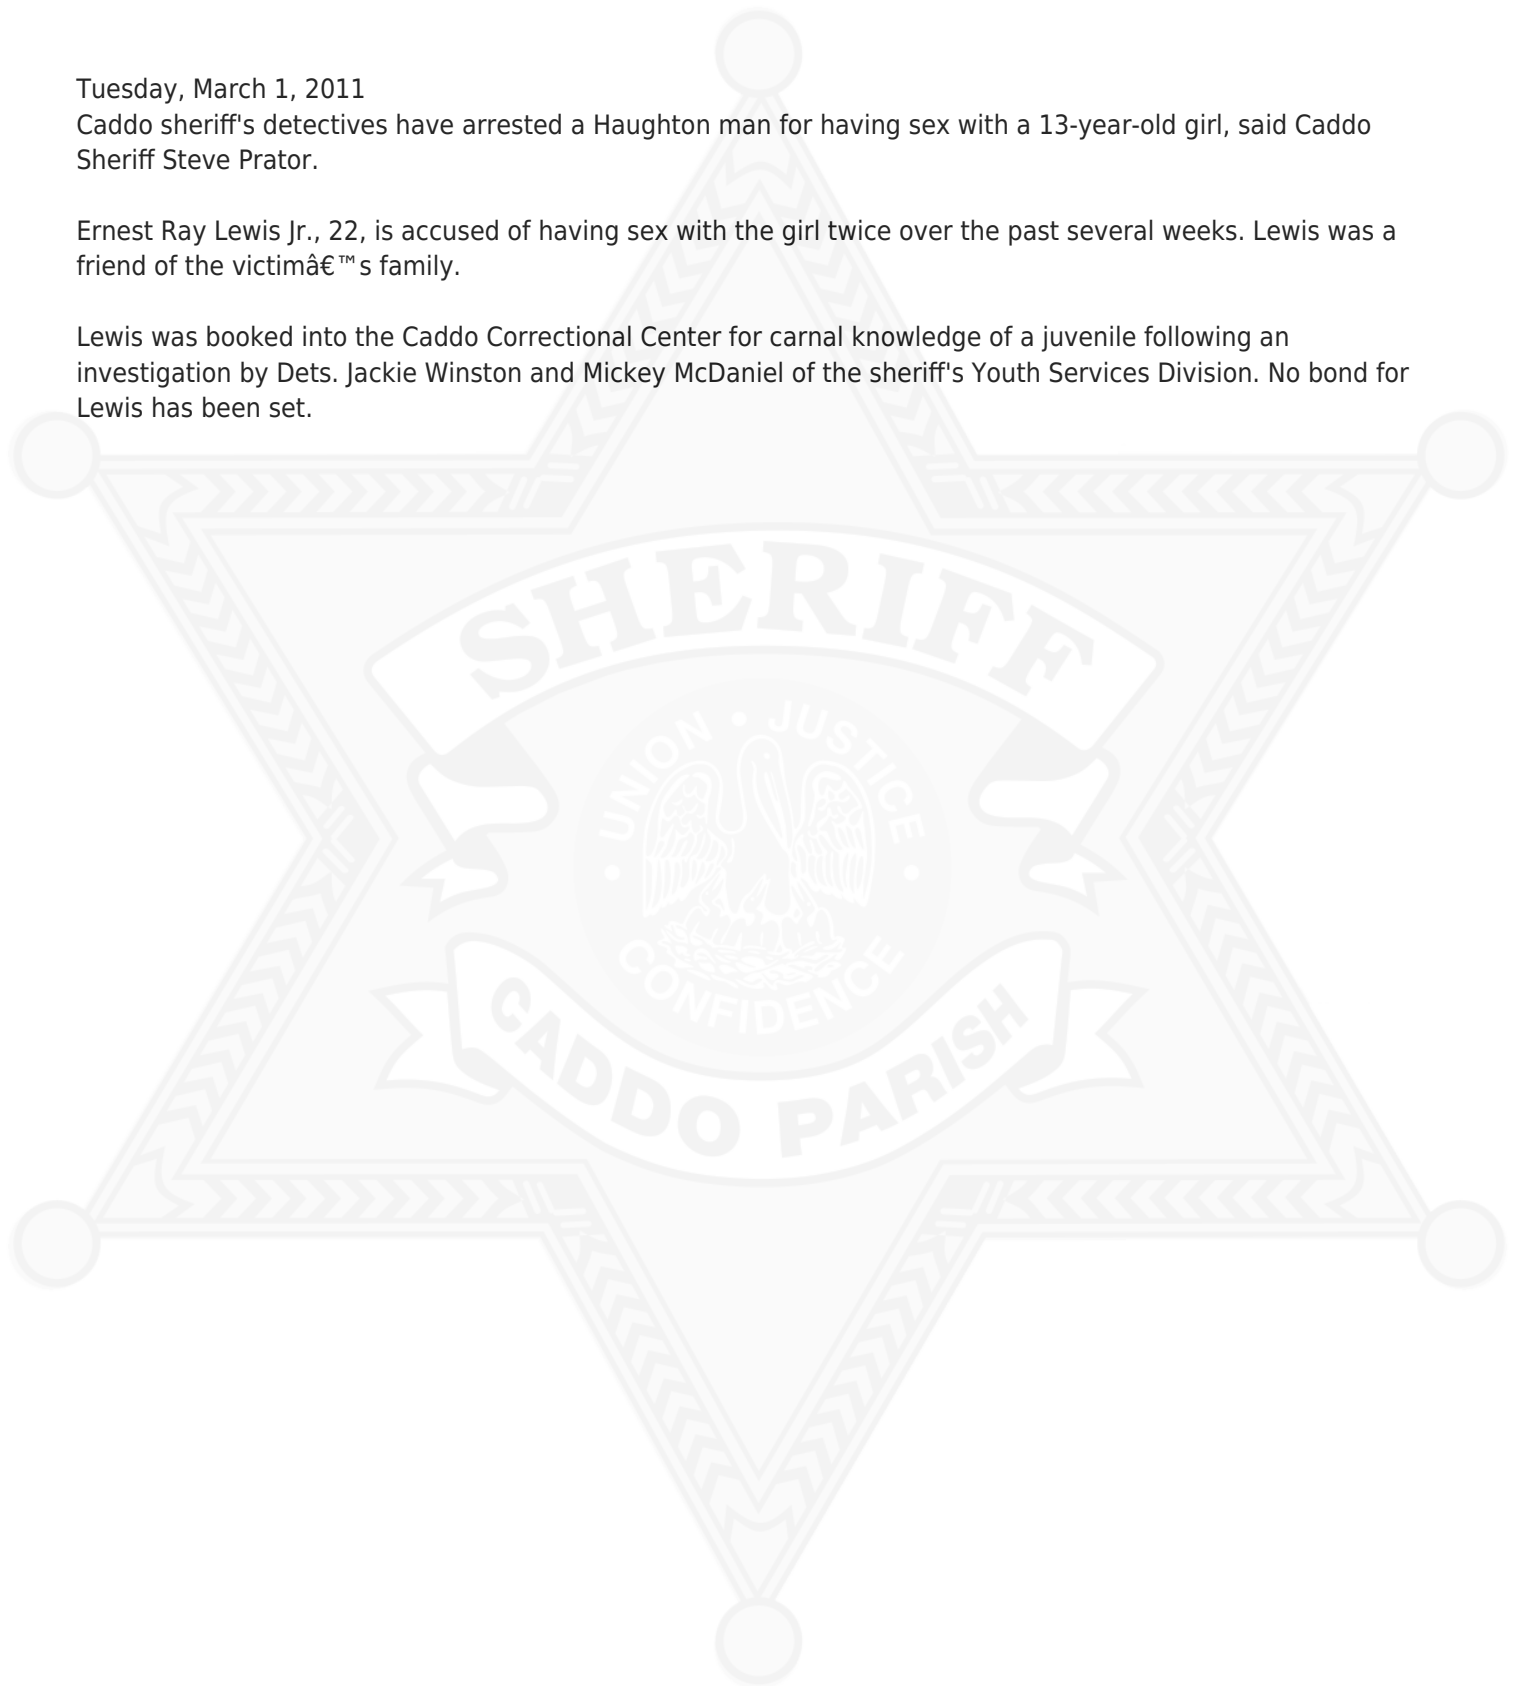 Tuesday, March 1, 2011
Caddo sheriff's detectives have arrested a Haughton man for having sex with a 13-year-old girl, said Caddo
Sheriff Steve Prator.
Ernest Ray Lewis Jr., 22, is accused of having sex with the girl twice over the past several weeks. Lewis was a
friend of the victimâ€™s family.
Lewis was booked into the Caddo Correctional Center for carnal knowledge of a juvenile following an
investigation by Dets. Jackie Winston and Mickey McDaniel of the sheriff's Youth Services Division. No bond for
Lewis has been set.
SHERIFF
UNION • JUSTICE
• CONFIDENCE •
CADDO PARISH